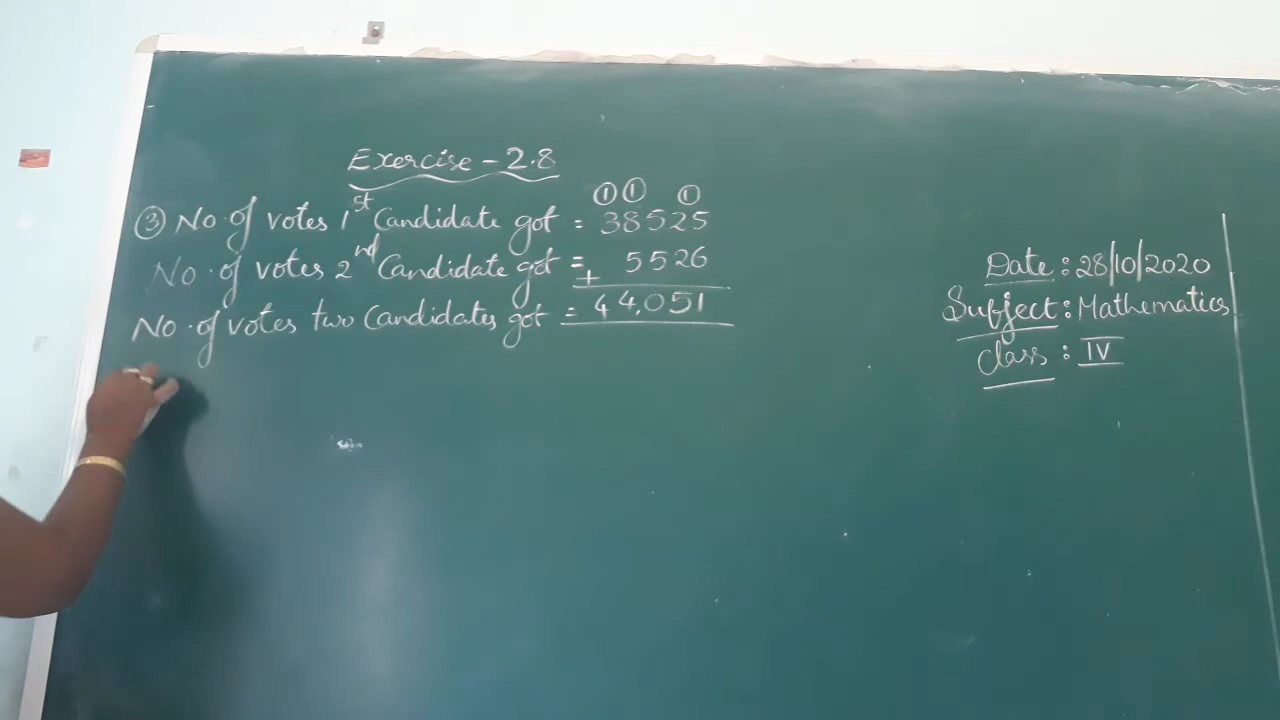 Exercise - 2.8
① ① ①
③ No. of votes 1st Candidate got = 38525
No. of votes 2nd Candidate got = + 5526
No. of votes two Candidates got = 44,051
Date : 28/10/2020
Subject : Mathematics
Class : IV